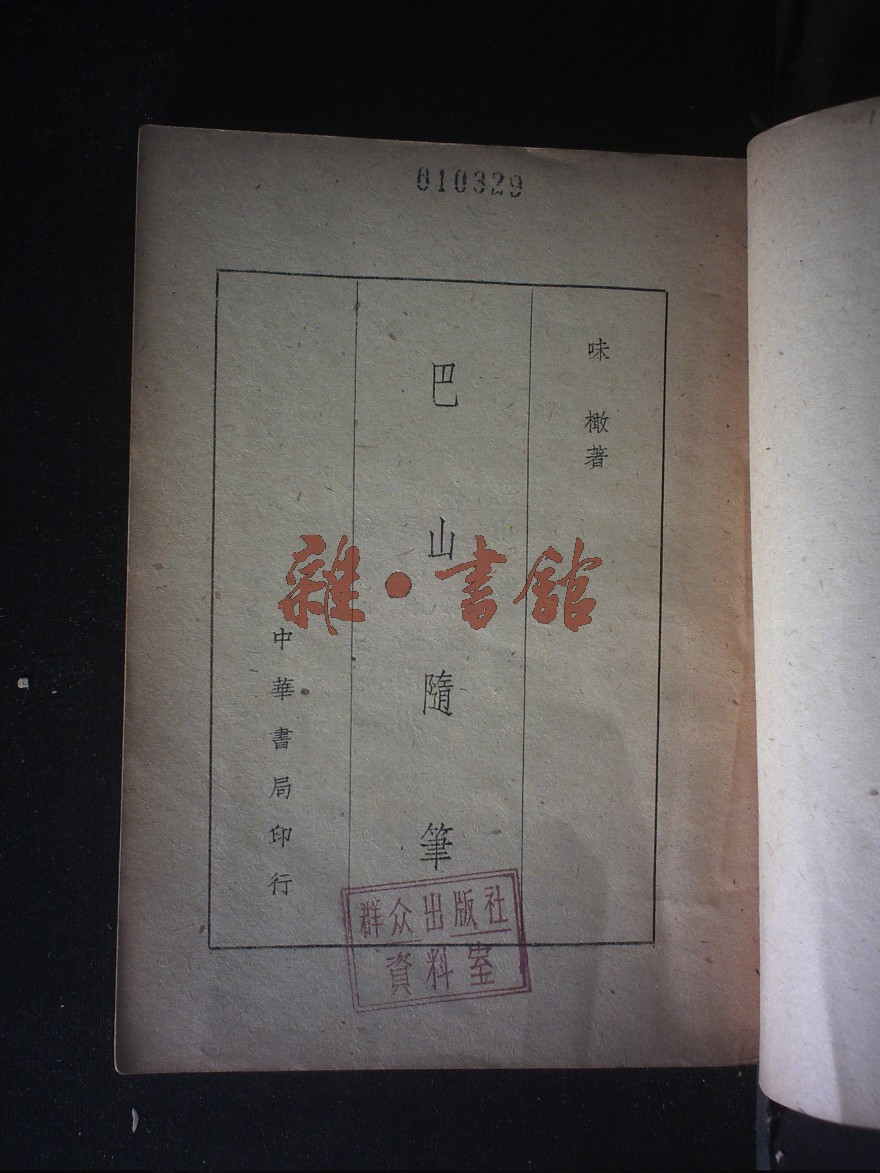 010329
味橄著
巴山隨筆
中華書局印行
雜·書館
群众出版社
資料室